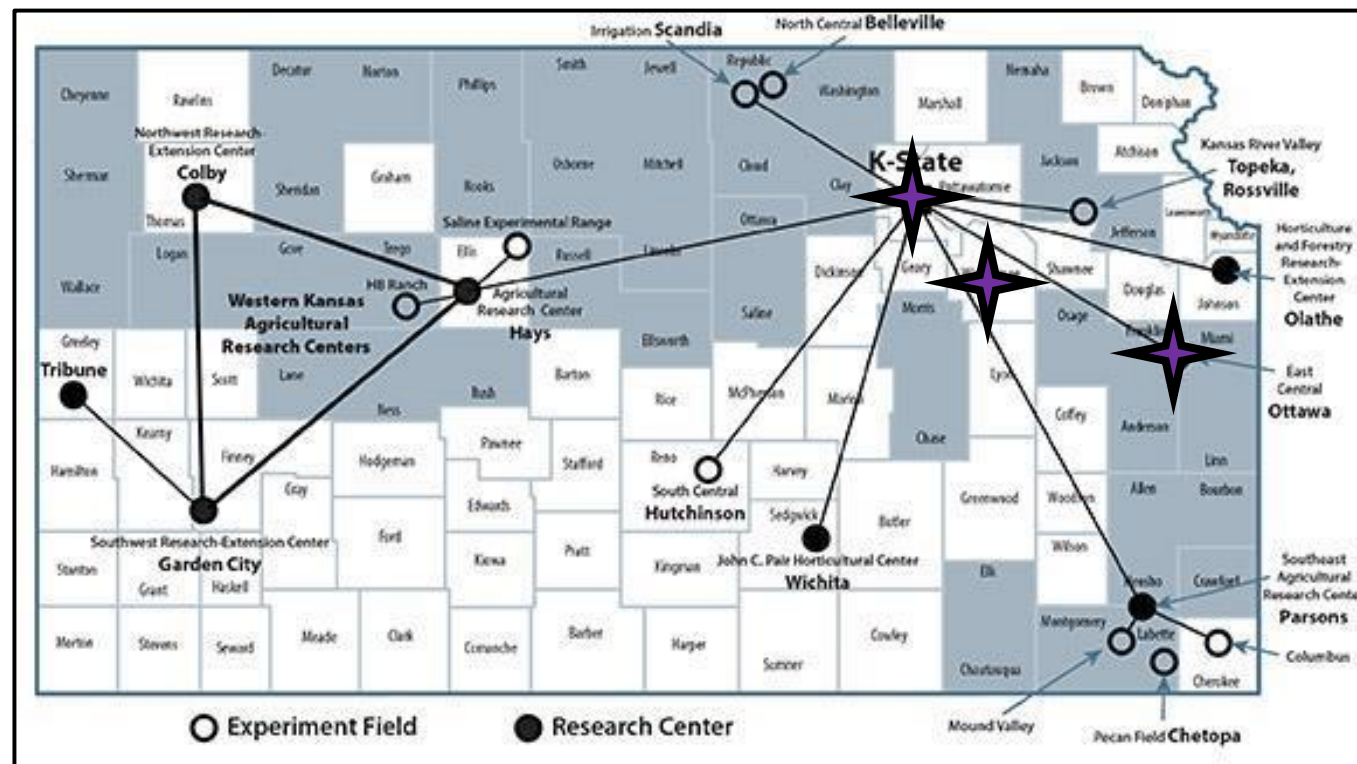 Irrigation Scandia
North Central Belleville
Cheyenne
Rawlins
Decatur
Norton
Phillips
Smith
Jewell
Republic
Washington
Marshall
Nemaha
Brown
Doniphan
Northwest Research-
Extension Center
Colby
Sherman
Thomas
Sheridan
Graham
Rooks
Osborne
Mitchell
Cloud
Clay
K-State
Pottawatomie
Jackson
Atchison
Kansas River Valley
Topeka,
Rossville
Saline Experimental Range
Ottawa
Jefferson
Leavenworth
Wyandotte
Horticulture
and Forestry
Research-
Extension
Center
Olathe
Wallace
Logan
Gove
Trego
Ellis
Russell
Lincoln
Dickinson
Geary
Shawnee
Douglas
Johnson
HB Ranch
Agricultural
Research Center
Hays
Western Kansas
Agricultural
Research Centers
Saline
Ellsworth
Morris
Osage
Franklin
Miami
East
Central
Ottawa
Greeley
Tribune
Wichita
Scott
Lane
Ness
Rush
Barton
Rice
McPherson
Marion
Chase
Lyon
Coffey
Anderson
Linn
Hamilton
Kearny
Finney
Hodgeman
Pawnee
Stafford
Reno
Harvey
South Central
Hutchinson
Greenwood
Woodson
Allen
Bourbon
Gray
Ford
Edwards
Kiowa
Pratt
Kingman
Sedgwick
Butler
Wilson
Southwest Research-Extension Center
Garden City
John C. Pair Horticultural Center
Wichita
Stanton
Grant
Haskell
Elk
Neosho
Crawford
Southeast
Agricultural
Research Cente
Parsons
Morton
Stevens
Seward
Meade
Clark
Comanche
Barber
Harper
Sumner
Cowley
Chautauqua
Montgomery
Labette
Cherokee
Columbus
Mound Valley
Pecan Field Chetopa
Experiment Field
Research Center